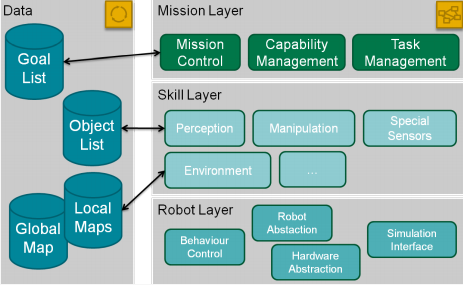 Data
Goal
List
Object
List
Local
Maps
Global
Map
Mission Layer
Mission
Control
Capability
Management
Task
Management
Skill Layer
Perception
Manipulation
Special
Sensors
Environment
...
Robot Layer
Behaviour
Control
Robot
Abstaction
Hardware
Abstraction
Simulation
Interface